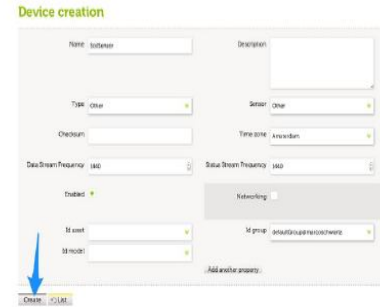 Device creation
Name testSensor Description
Type Other Sensor Other
Checksum Time zone Amsterdam
Data Stream Frequency 1440 Status Stream Frequency 1440
Enabled Networking
Id asset Id group
Id model
Add another property
Create List